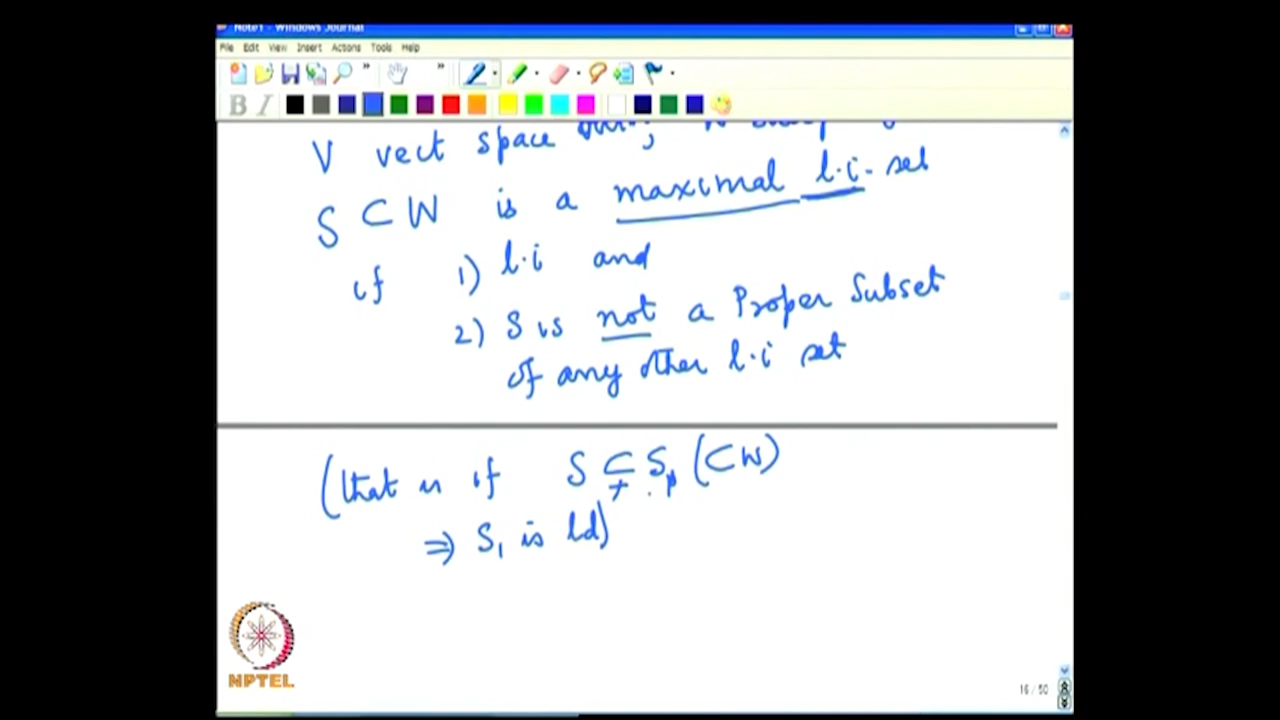 Note1 - Windows Journal
File Edit View Insert Actions Tools Help
V vect space
S ⊂ W is a maximal l.i. set
if 1) l.i and
2) S is not a Proper Subset
of any other l.i set
(that is if S ⊊ S₁ (⊂ W)
⇒ S₁ is ld)
NPTEL
16 / 50